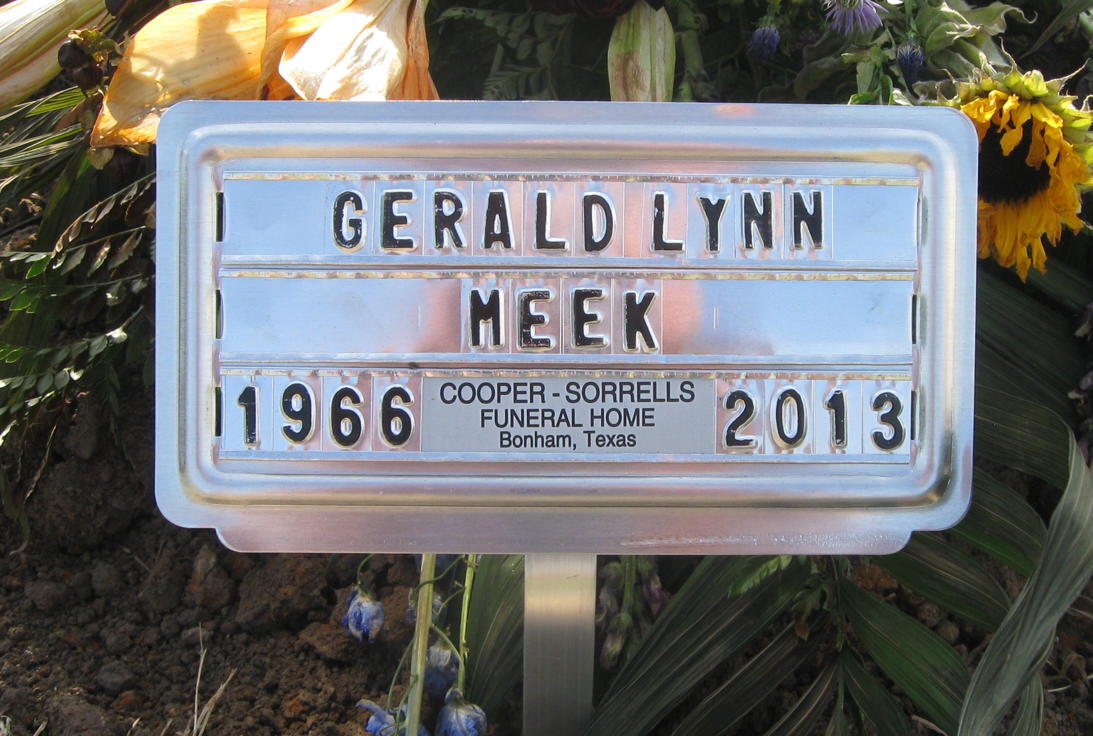 GERALD LYNN
MEEK
1966
COOPER-SORRELLS
FUNERAL HOME
Bonham, Texas
2013